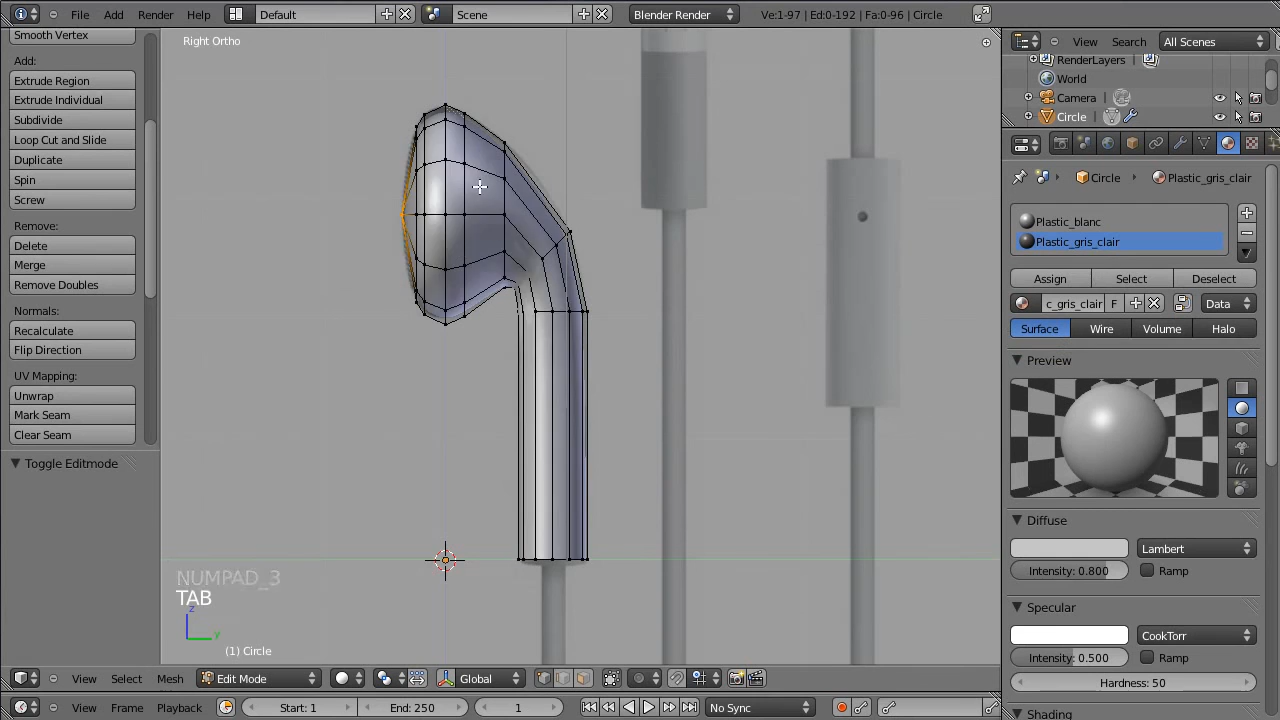 File Add Render Help Default Scene Blender Render Ve:1-97 | Ed:0-192 | Fa:0-96 | Circle
Smooth Vertex
Add:
Extrude Region
Extrude Individual
Subdivide
Loop Cut and Slide
Duplicate
Spin
Screw
Remove:
Delete
Merge
Remove Doubles
Normals:
Recalculate
Flip Direction
UV Mapping:
Unwrap
Mark Seam
Clear Seam
Toggle Editmode
Right Ortho
NUMPAD_3
TAB
z
y
(1) Circle
View Select Mesh Edit Mode Global
View Frame Playback Start: 1 End: 250 1 No Sync
View Search All Scenes
RenderLayers
World
Camera
Circle
Circle Plastic_gris_clair
Plastic_blanc
Plastic_gris_clair
Assign Select Deselect
c_gris_clair F Data
Surface Wire Volume Halo
Preview
Diffuse
Lambert
Intensity: 0.800 Ramp
Specular
CookTorr
Intensity: 0.500 Ramp
Hardness: 50
Shading